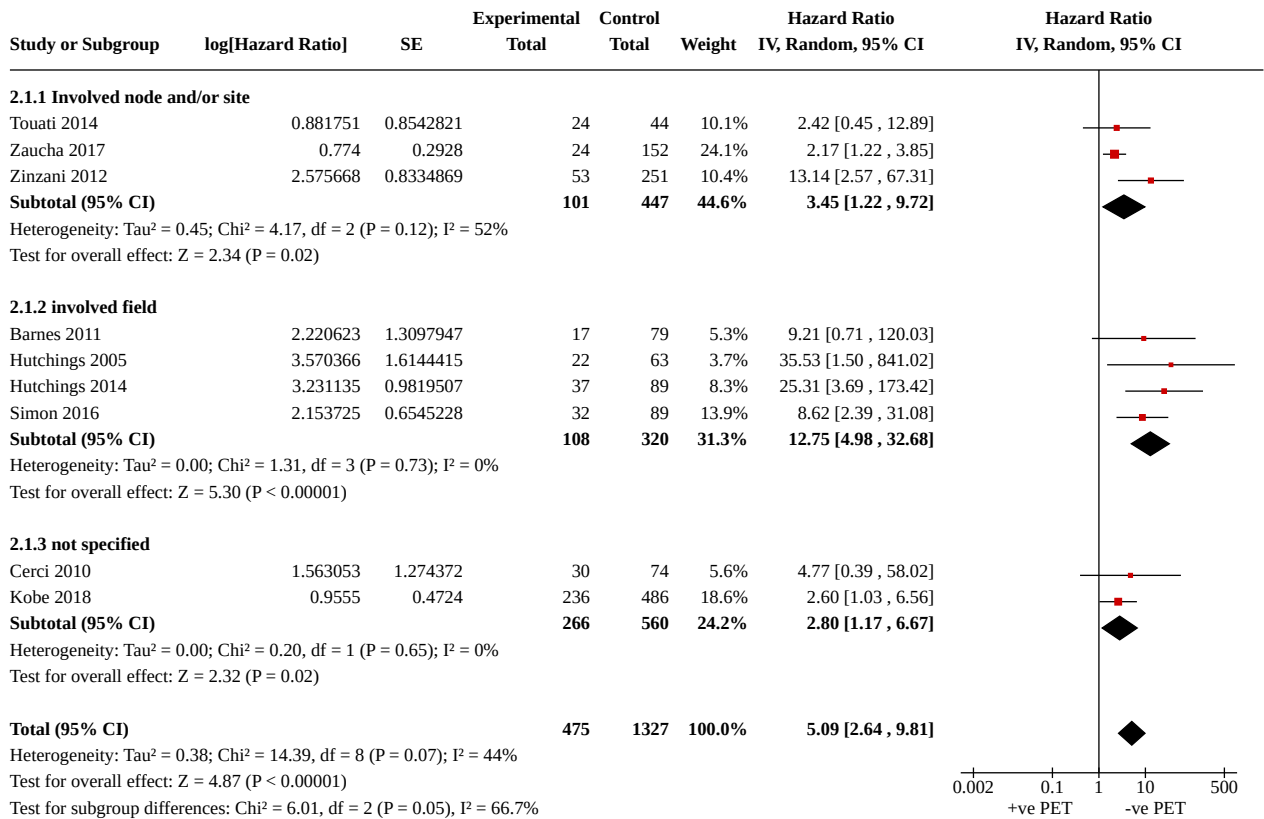 Experimental Control Hazard Ratio Hazard Ratio
Study or Subgroup log[Hazard Ratio] SE Total Total Weight IV, Random, 95% CI IV, Random, 95% CI
2.1.1 Involved node and/or site
Touati 2014 0.881751 0.8542821 24 44 10.1% 2.42 [0.45 , 12.89]
Zaucha 2017 0.774 0.2928 24 152 24.1% 2.17 [1.22 , 3.85]
Zinzani 2012 2.575668 0.8334869 53 251 10.4% 13.14 [2.57 , 67.31]
Subtotal (95% CI) 101 447 44.6% 3.45 [1.22 , 9.72]
Heterogeneity: Tau² = 0.45; Chi² = 4.17, df = 2 (P = 0.12); I² = 52%
Test for overall effect: Z = 2.34 (P = 0.02)
2.1.2 involved field
Barnes 2011 2.220623 1.3097947 17 79 5.3% 9.21 [0.71 , 120.03]
Hutchings 2005 3.570366 1.6144415 22 63 3.7% 35.53 [1.50 , 841.02]
Hutchings 2014 3.231135 0.9819507 37 89 8.3% 25.31 [3.69 , 173.42]
Simon 2016 2.153725 0.6545228 32 89 13.9% 8.62 [2.39 , 31.08]
Subtotal (95% CI) 108 320 31.3% 12.75 [4.98 , 32.68]
Heterogeneity: Tau² = 0.00; Chi² = 1.31, df = 3 (P = 0.73); I² = 0%
Test for overall effect: Z = 5.30 (P < 0.00001)
2.1.3 not specified
Cerci 2010 1.563053 1.274372 30 74 5.6% 4.77 [0.39 , 58.02]
Kobe 2018 0.9555 0.4724 236 486 18.6% 2.60 [1.03 , 6.56]
Subtotal (95% CI) 266 560 24.2% 2.80 [1.17 , 6.67]
Heterogeneity: Tau² = 0.00; Chi² = 0.20, df = 1 (P = 0.65); I² = 0%
Test for overall effect: Z = 2.32 (P = 0.02)
Total (95% CI) 475 1327 100.0% 5.09 [2.64 , 9.81]
Heterogeneity: Tau² = 0.38; Chi² = 14.39, df = 8 (P = 0.07); I² = 44%
Test for overall effect: Z = 4.87 (P < 0.00001)
Test for subgroup differences: Chi² = 6.01, df = 2 (P = 0.05), I² = 66.7%
0.002 0.1 1 10 500
+ve PET -ve PET